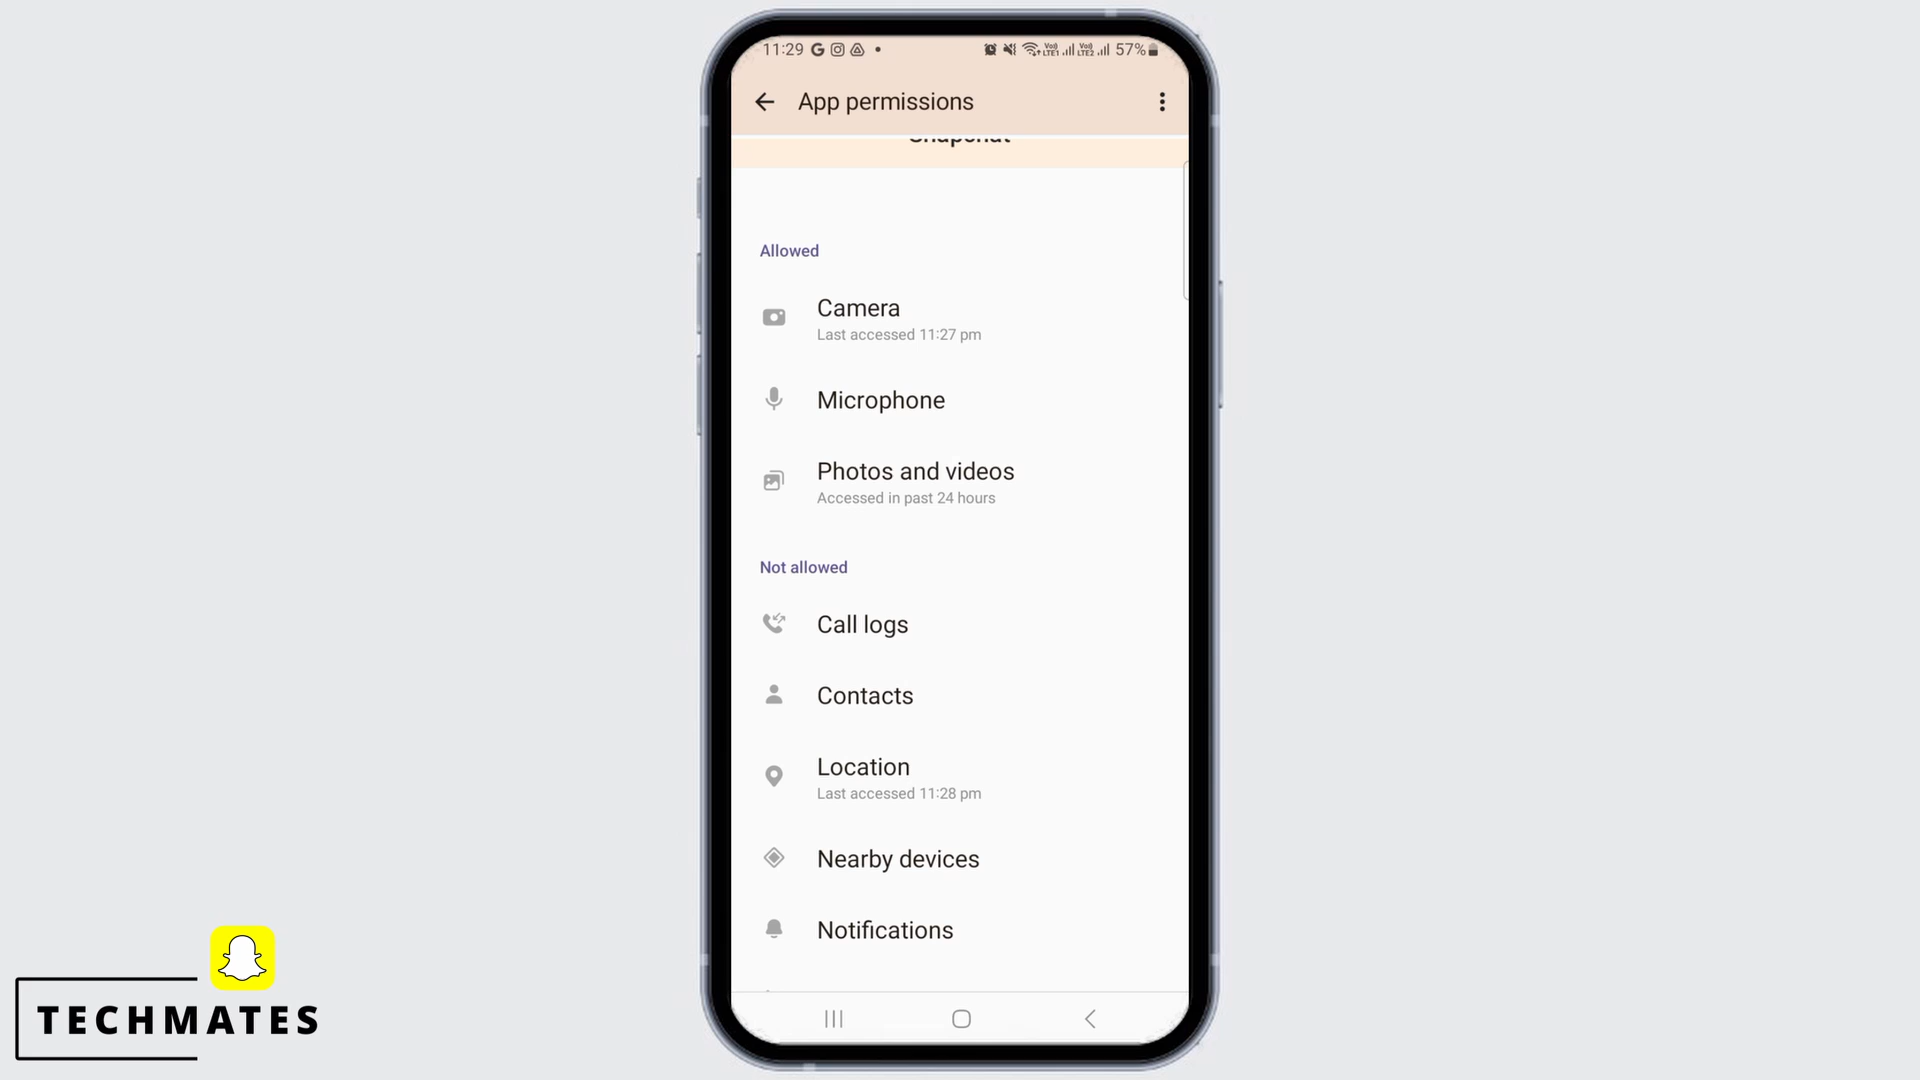 11:29
57%
App permissions
Snapchat
Allowed
Camera
Last accessed 11:27 pm
Microphone
Photos and videos
Accessed in past 24 hours
Not allowed
Call logs
Contacts
Location
Last accessed 11:28 pm
Nearby devices
Notifications
TECHMATES